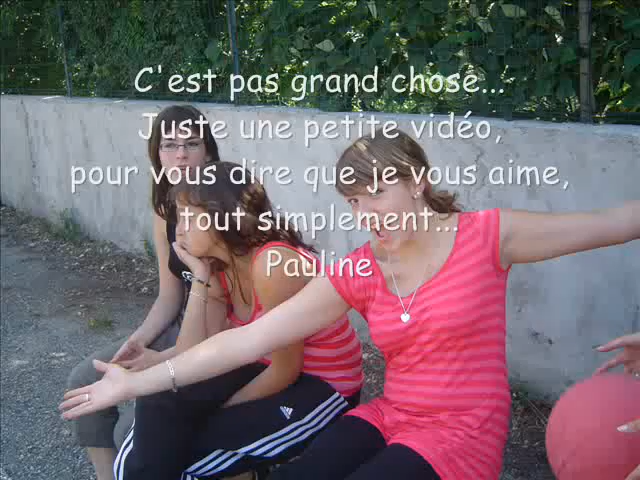 C'est pas grand chose...
Juste une petite vidéo,
pour vous dire que je vous aime,
tout simplement...
Pauline